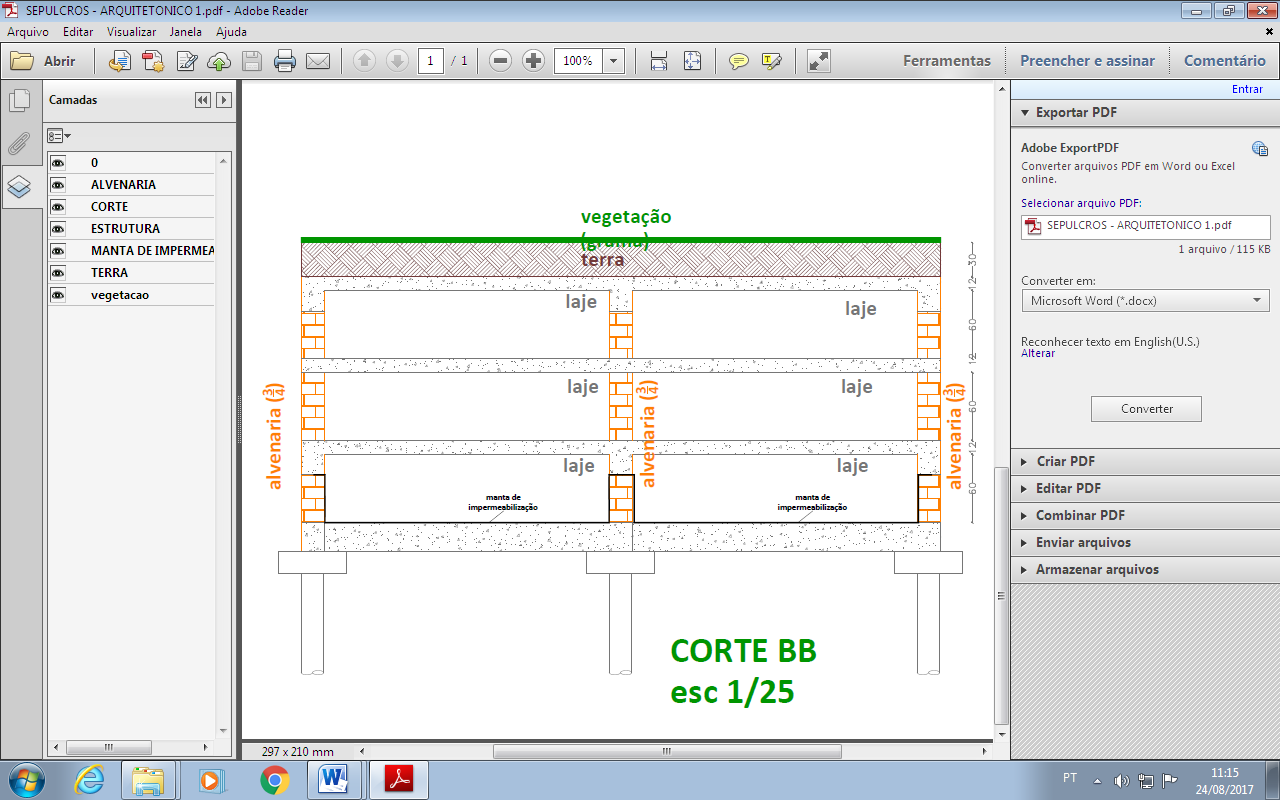 SEPULCROS - ARQUITETONICO 1.pdf - Adobe Reader
Arquivo Editar Visualizar Janela Ajuda
Abrir 1 / 1 100% Ferramentas Preencher e assinar Comentário
Camadas
0
ALVENARIA
CORTE
ESTRUTURA
MANTA DE IMPERMEA
TERRA
vegetacao
vegetação
(grama)
terra
30
12
60
12
60
12
60
laje
laje
laje
laje
laje
laje
alvenaria (3/4)
alvenaria (3/4)
alvenaria (3/4)
manta de
impermeabilização
manta de
impermeabilização
CORTE BB
esc 1/25
297 x 210 mm
Entrar
Exportar PDF
Adobe ExportPDF
Converter arquivos PDF em Word ou Excel
online.
Selecionar arquivo PDF:
SEPULCROS - ARQUITETONICO 1.pdf
1 arquivo / 115 KB
Converter em:
Microsoft Word (*.docx)
Reconhecer texto em English(U.S.)
Alterar
Converter
Criar PDF
Editar PDF
Combinar PDF
Enviar arquivos
Armazenar arquivos
PT
11:15
24/08/2017